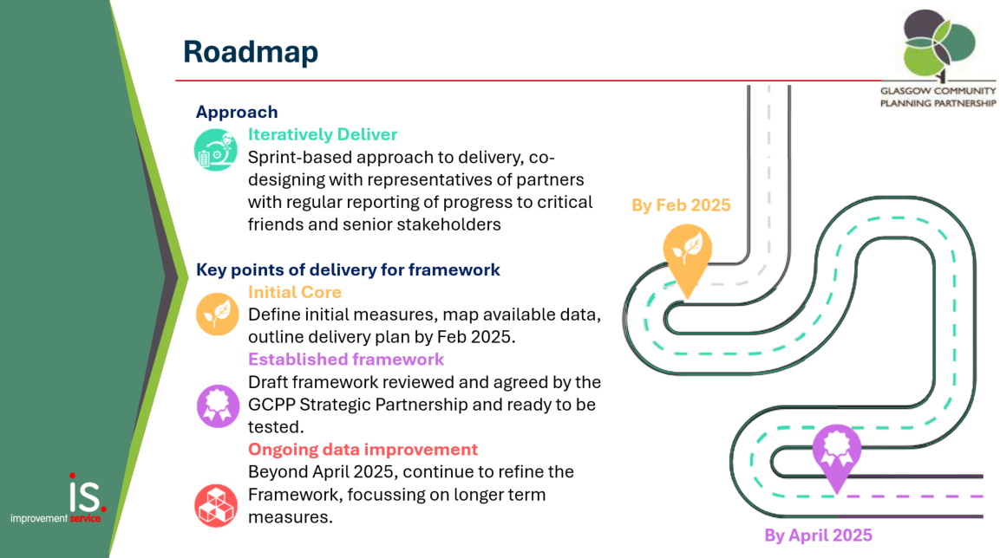 Roadmap
GLASGOW COMMUNITY
PLANNING PARTNERSHIP
Approach
Iteratively Deliver
Sprint-based approach to delivery, co-
designing with representatives of partners
with regular reporting of progress to critical
friends and senior stakeholders
Key points of delivery for framework
Initial Core
Define initial measures, map available data,
outline delivery plan by Feb 2025.
Established framework
Draft framework reviewed and agreed by the
GCPP Strategic Partnership and ready to be
tested.
Ongoing data improvement
Beyond April 2025, continue to refine the
Framework, focussing on longer term
measures.
By Feb 2025
By April 2025
is.
improvement service